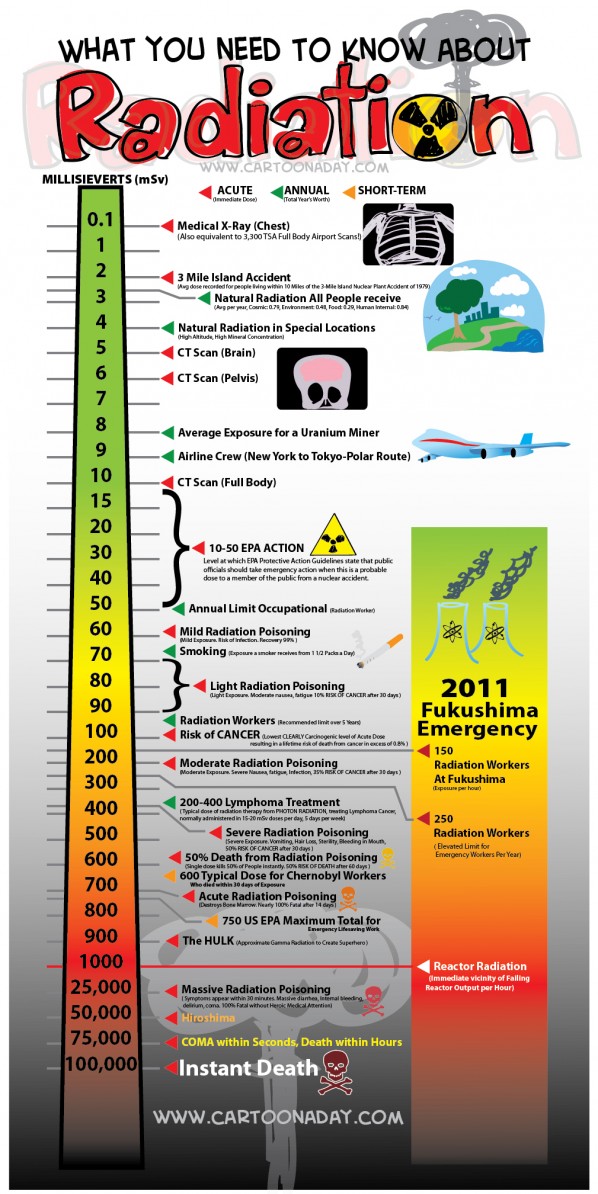 WHAT YOU NEED TO KNOW ABOUT
Radiation
WWW.CARTOONADAY.COM
MILLISIEVERTS (mSv)
ACUTE
(Immediate Dose)
ANNUAL
(Total Year's Worth)
SHORT-TERM
0.1
Medical X-Ray (Chest)
(Also equivalent to 3,300 TSA Full Body Airport Scans!)
1
2
3 Mile Island Accident
(Avg dose recorded for people living within 10 Miles of the 3-Mile Island Nuclear Plant Accident of 1979)
3
Natural Radiation All People receive
(Avg per year, Cosmic: 0.79, Environment: 0.48, Food: 0.29, Human Internal: 0.84)
4
Natural Radiation in Special Locations
(High Altitude, High Mineral Concentration)
5
CT Scan (Brain)
6
CT Scan (Pelvis)
7
8
Average Exposure for a Uranium Miner
9
Airline Crew (New York to Tokyo-Polar Route)
10
CT Scan (Full Body)
15
20
30
40
10-50 EPA ACTION
Level at which EPA Protective Action Guidelines state that public
officials should take emergency action when this is a probable
dose to a member of the public from a nuclear accident.
50
Annual Limit Occupational (Radiation Worker)
60
Mild Radiation Poisoning
(Mild Exposure. Risk of Infection. Recovery 99% )
70
Smoking (Exposure a smoker receives from 1 1/2 Packs a Day)
80
90
Light Radiation Poisoning
(Light Exposure. Moderate nausea, fatigue 10% RISK OF CANCER after 30 days )
Radiation Workers (Recommended limit over 5 Years)
100
Risk of CANCER (Lowest CLEARLY Carcinogenic level of Acute Dose
resulting in a lifetime risk of death from cancer in excess of 0.8% )
200
Moderate Radiation Poisoning
(Moderate Exposure. Severe Nausea, fatigue, Infection, 35% RISK OF CANCER after 30 days )
300
400
200-400 Lymphoma Treatment
( Typical dose of radiation therapy from PHOTON RADIATION, treating Lymphoma Cancer,
normally administered in 15-20 mSv doses per day, 5 days per week)
500
Severe Radiation Poisoning
(Severe Exposure. Vomiting, Hair Loss, Sterility, Bleeding in Mouth,
50% RISK OF CANCER after 30 days )
600
50% Death from Radiation Poisoning
(Single dose kills 50% of People instantly. 50% RISK OF DEATH after 60 days )
600 Typical Dose for Chernobyl Workers
Who died within 30 days of Exposure
700
Acute Radiation Poisoning
(Destroys Bone Marrow. Nearly 100% Fatal after 14 days )
800
750 US EPA Maximum Total for
Emergency Lifesaving Work
900
The HULK (Approximate Gamma Radiation to Create Superhero )
1000
25,000
Massive Radiation Poisoning
( Symptoms appear within 30 minutes. Massive diarrhea, Internal bleeding,
delirium, coma. 100% Fatal without Heroic Medical Attention)
50,000
Hiroshima
75,000
COMA within Seconds, Death within Hours
100,000
Instant Death
2011
Fukushima
Emergency
150
Radiation Workers
At Fukushima
(Exposure per hour)
250
Radiation Workers
( Elevated Limit for
Emergency Workers Per Year)
Reactor Radiation
(Immediate vicinity of Failing
Reactor Output per Hour)
WWW.CARTOONADAY.COM